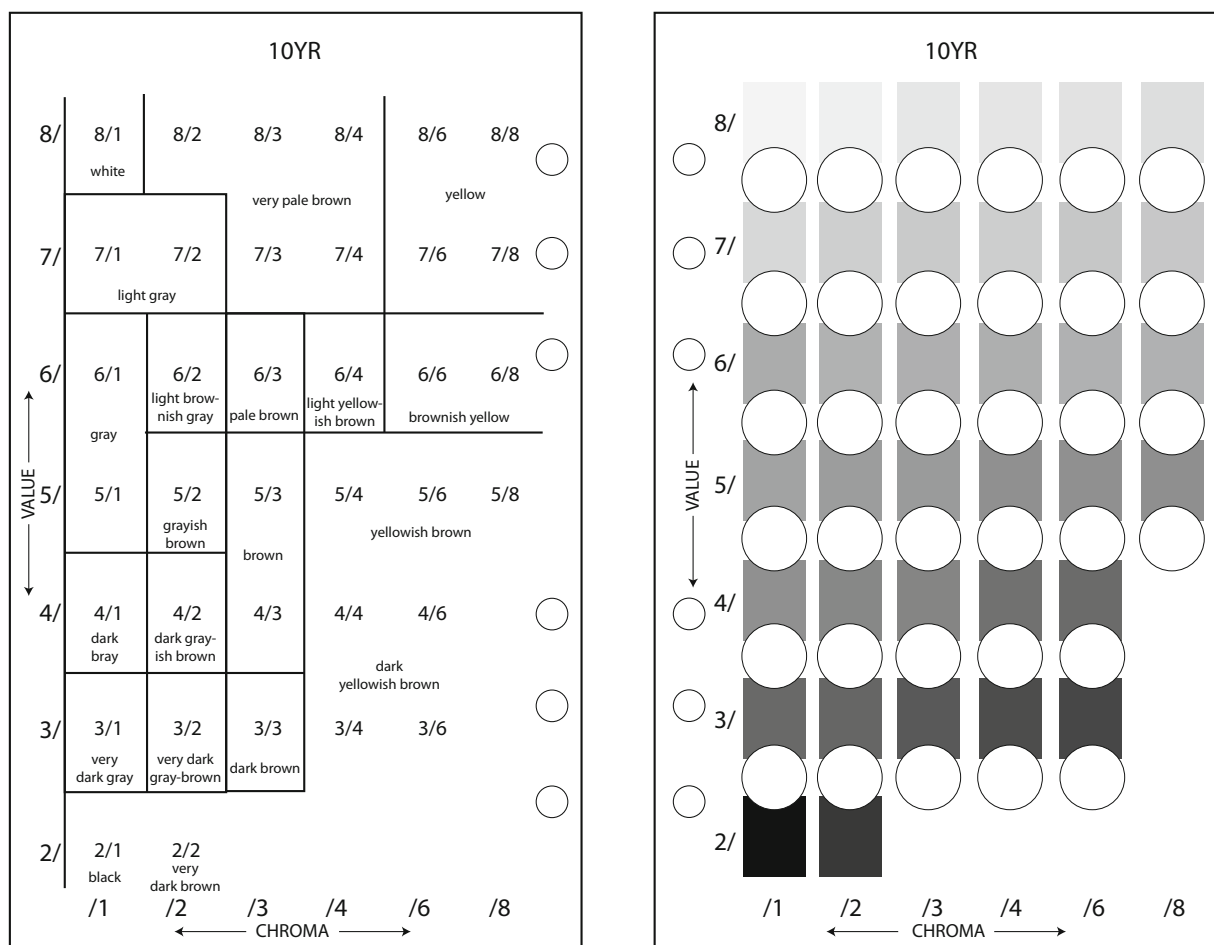 10YR
8/ 8/1 8/2 8/3 8/4 8/6 8/8
white
very pale brown
yellow
7/ 7/1 7/2 7/3 7/4 7/6 7/8
light gray
6/ 6/1 6/2 6/3 6/4 6/6 6/8
light brow-
nish gray
pale brown
light yellow-
ish brown
brownish yellow
gray
VALUE
5/ 5/1 5/2 5/3 5/4 5/6 5/8
grayish
brown
brown
yellowish brown
4/ 4/1 4/2 4/3 4/4 4/6
dark
bray
dark gray-
ish brown
dark
yellowish brown
3/ 3/1 3/2 3/3 3/4 3/6
very
dark gray
very dark
gray-brown
dark brown
2/ 2/1 2/2
black
very
dark brown
/1 /2 /3 /4 /6 /8
CHROMA
10YR
8/
7/
6/
VALUE
5/
4/
3/
2/
/1 /2 /3 /4 /6 /8
CHROMA